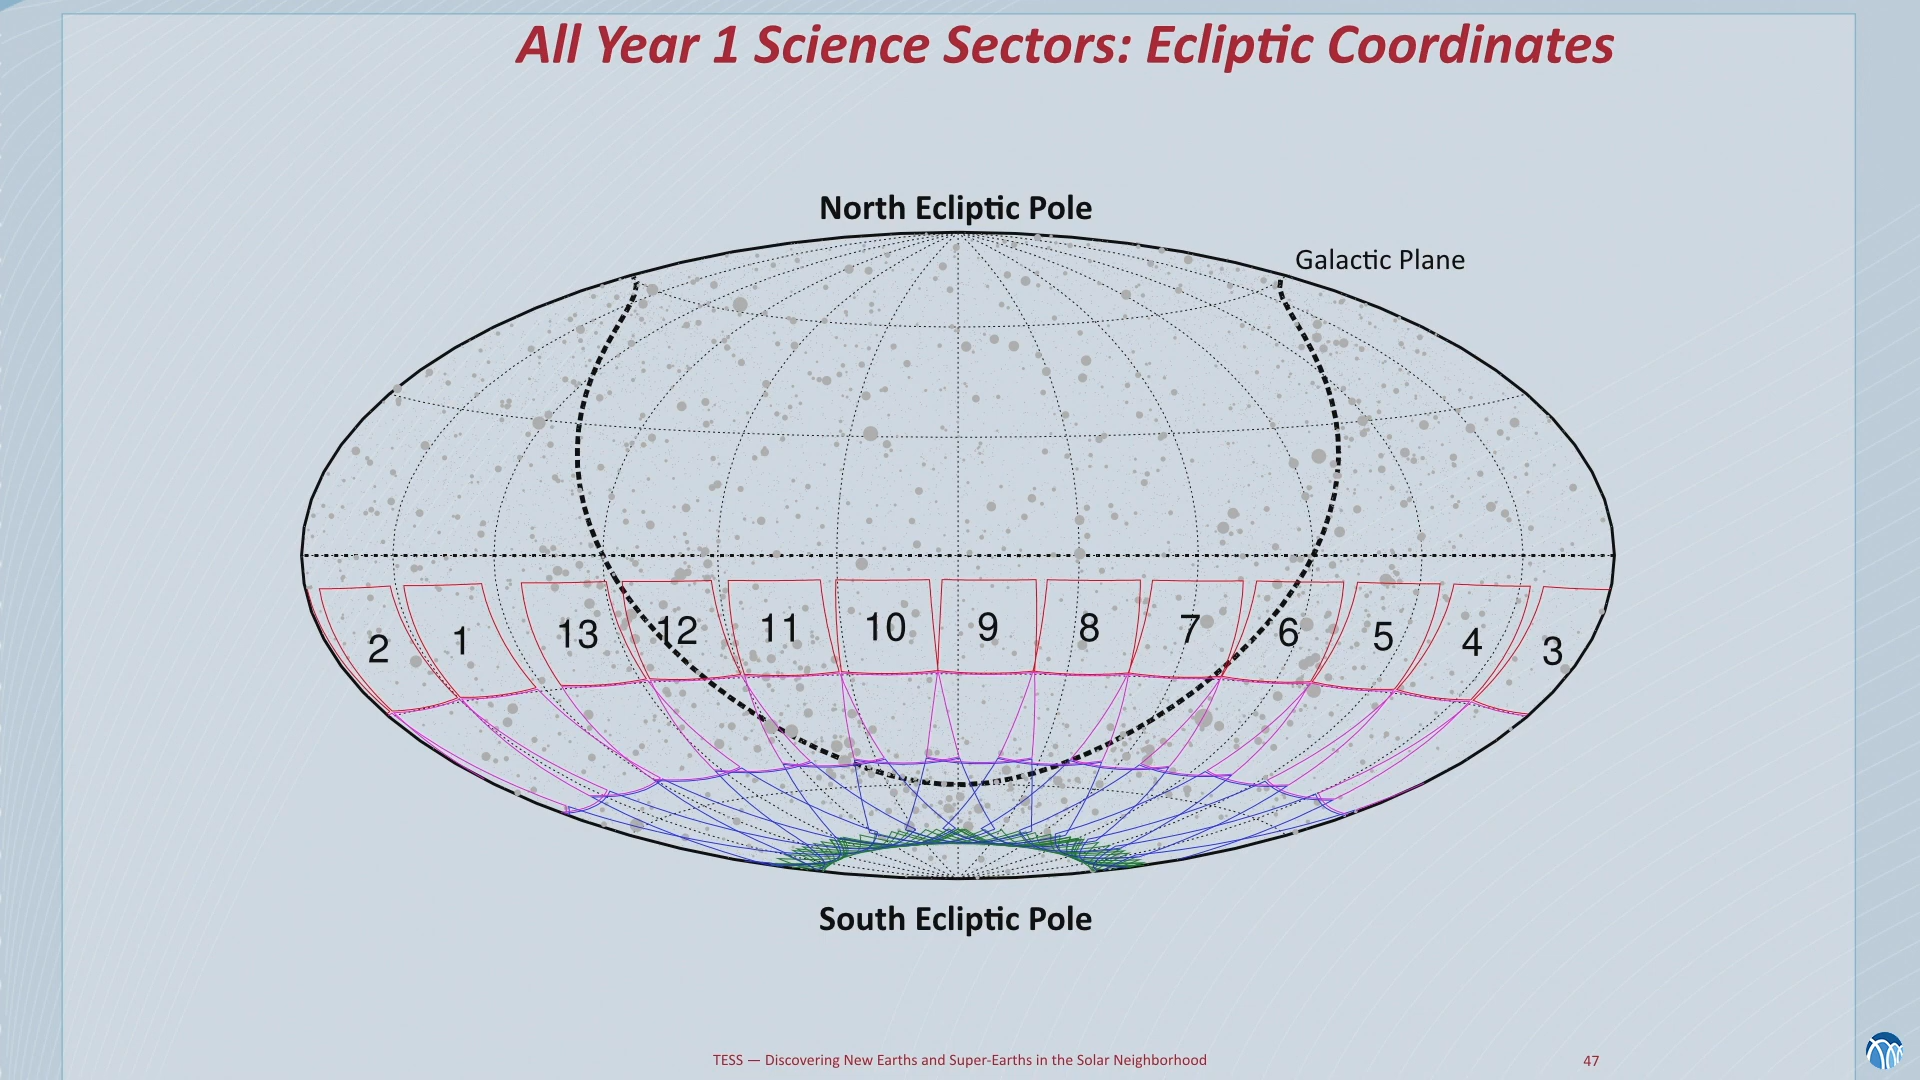 All Year 1 Science Sectors: Ecliptic Coordinates
North Ecliptic Pole
Galactic Plane
2 1 13 12 11 10 9 8 7 6 5 4 3
South Ecliptic Pole
TESS — Discovering New Earths and Super-Earths in the Solar Neighborhood
47